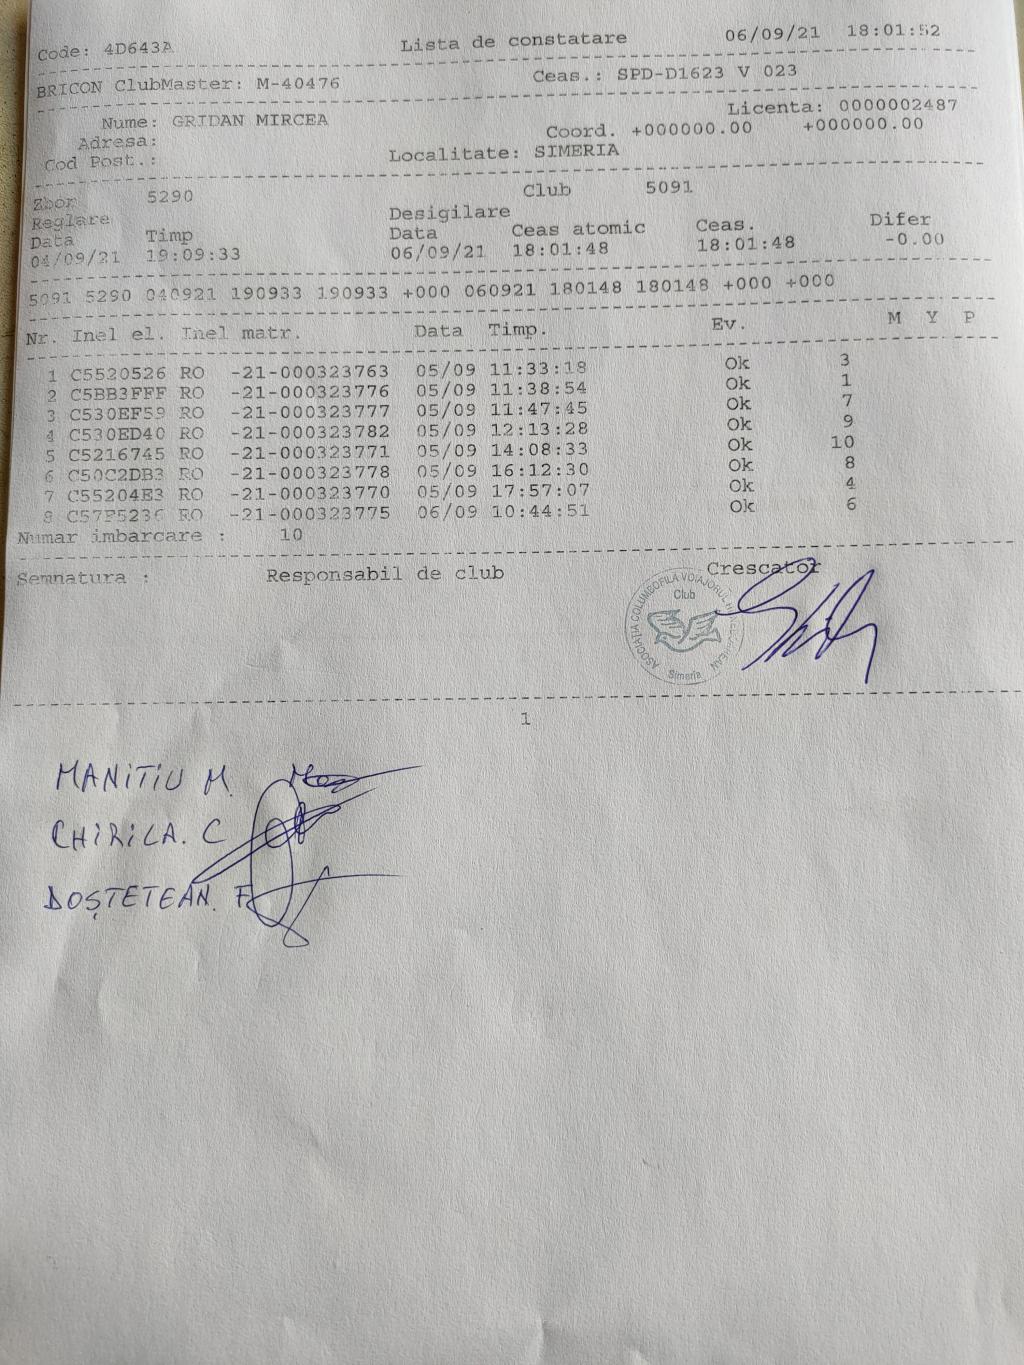 Code: 4D643A Lista de constatare 06/09/21 18:01:52
BRICON ClubMaster: M-40476 Ceas.: SPD-D1623 V 023
Licenta: 0000002487
Nume: GRIDAN MIRCEA
Adresa: Coord. +000000.00 +000000.00
Cod Post.: Localitate: SIMERIA
Zbor 5290 Club 5091
Reglare Desigilare
Data Timp Data Ceas atomic Ceas. Difer
04/09/21 19:09:33 06/09/21 18:01:48 18:01:48 -0.00
5091 5290 040921 190933 190933 +000 060921 180148 180148 +000 +000
Nr. Inel el. Inel matr. Data Timp. Ev. M Y P
1 C5520526 RO -21-000323763 05/09 11:33:18 Ok 3
2 C5BB3FFF RO -21-000323776 05/09 11:38:54 Ok 1
3 C530EF59 RO -21-000323777 05/09 11:47:45 Ok 7
4 C530ED40 RO -21-000323782 05/09 12:13:28 Ok 9
5 C5216745 RO -21-000323771 05/09 14:08:33 Ok 10
6 C50C2DB3 RO -21-000323778 05/09 16:12:30 Ok 8
7 C55204E3 RO -21-000323770 05/09 17:57:07 Ok 4
8 C57F5236 RO -21-000323775 06/09 10:44:51 Ok 6
Numar imbarcare : 10
Semnatura : Responsabil de club Crescator
ASOCIAȚIA COLUMBOFILA VOIAJORUL HUNEDOREAN
Club
Simeria
1
MANITIU M.
CHIRILA. C
DOȘTETEAN. F